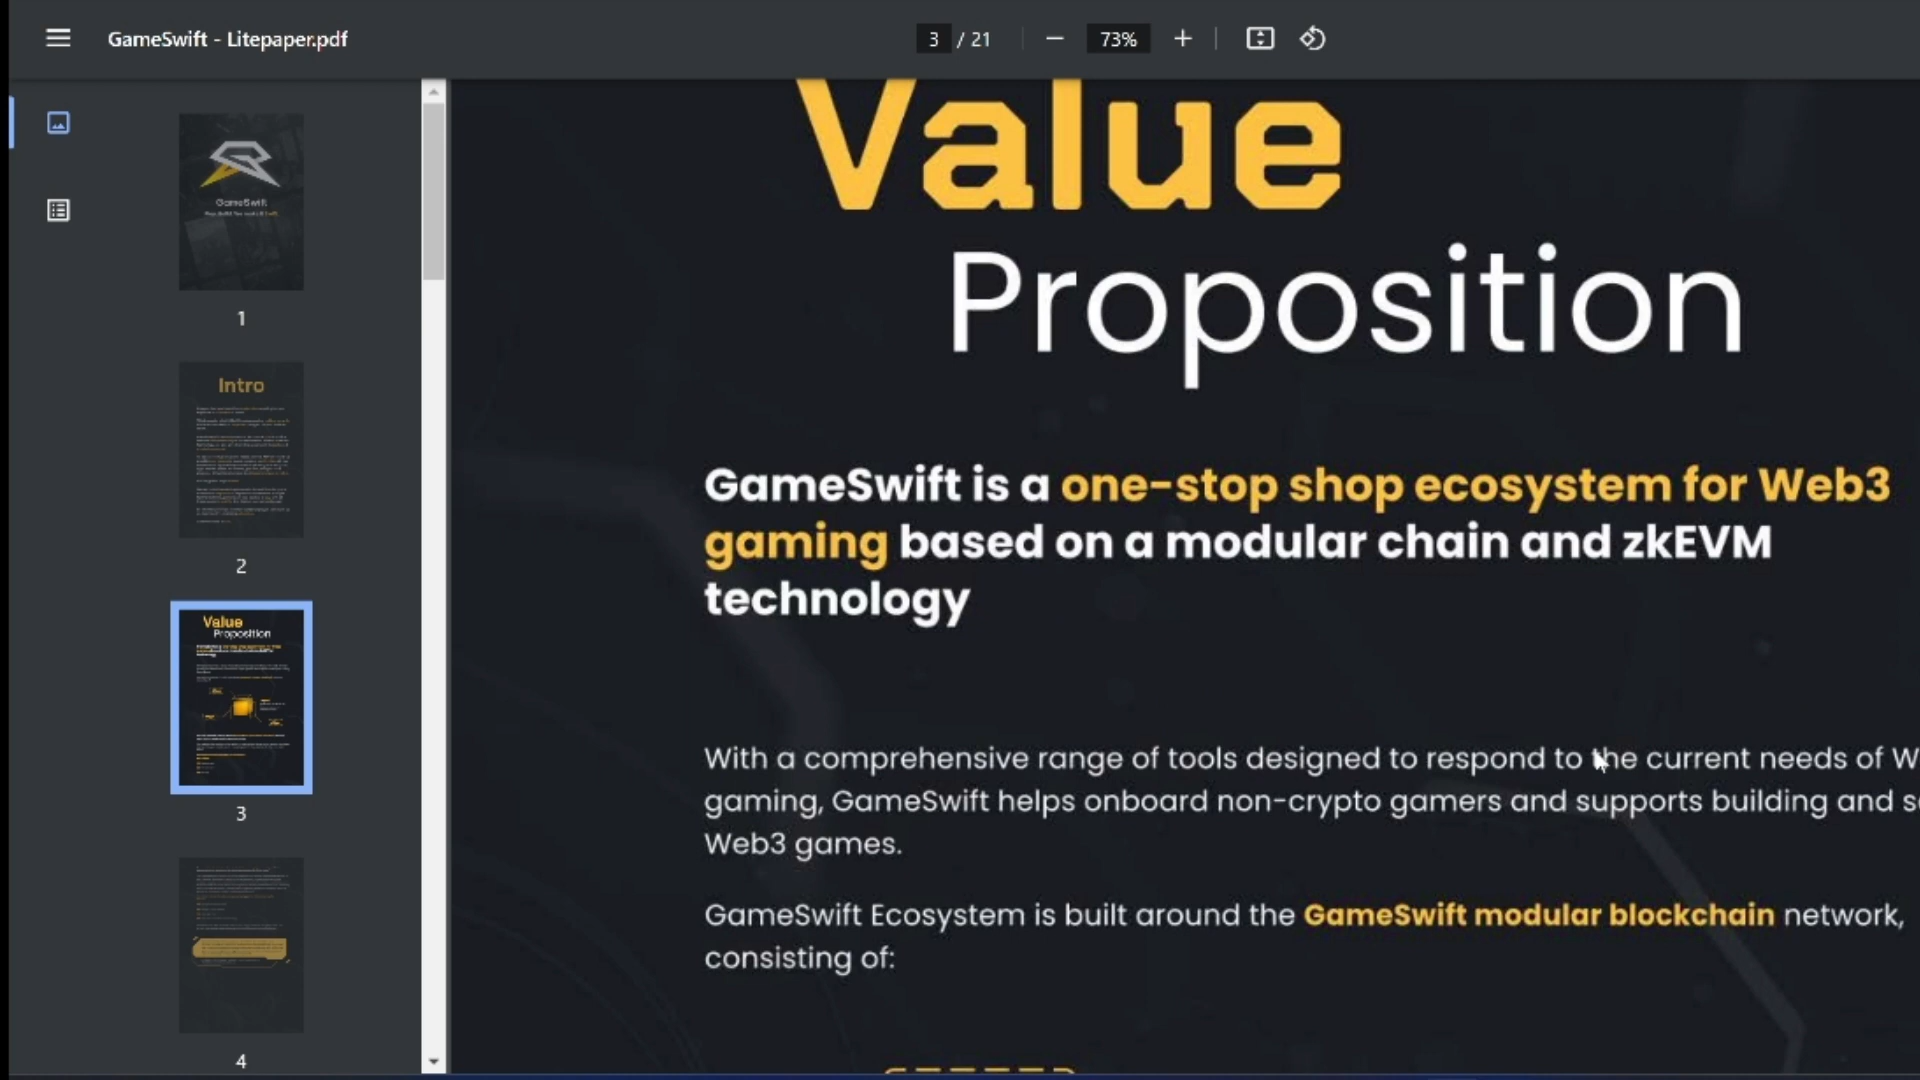 GameSwift - Litepaper.pdf
3 / 21
73%
GameSwift
1
Intro
2
Value
Proposition
3
4
Value
Proposition
GameSwift is a one-stop shop ecosystem for Web3
gaming based on a modular chain and zkEVM
technology
With a comprehensive range of tools designed to respond to the current needs of W
gaming, GameSwift helps onboard non-crypto gamers and supports building and s
Web3 games.
GameSwift Ecosystem is built around the GameSwift modular blockchain network,
consisting of: